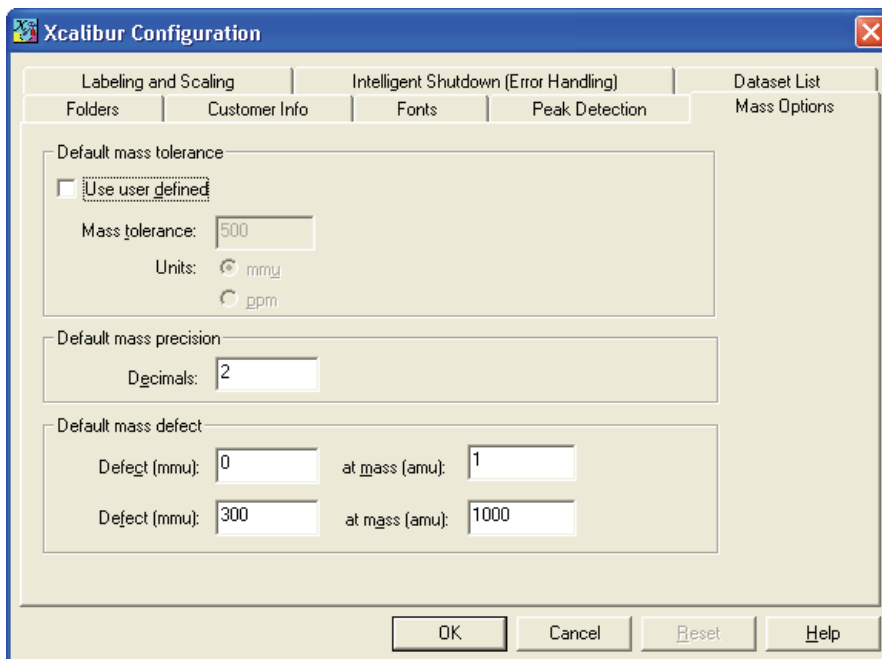 Xcalibur Configuration
Labeling and Scaling Intelligent Shutdown (Error Handling) Dataset List
Folders Customer Info Fonts Peak Detection Mass Options
Default mass tolerance
Use user defined
Mass tolerance: 500
Units: mmu
ppm
Default mass precision
Decimals: 2
Default mass defect
Defect (mmu): 0 at mass (amu): 1
Defect (mmu): 300 at mass (amu): 1000
OK Cancel Reset Help